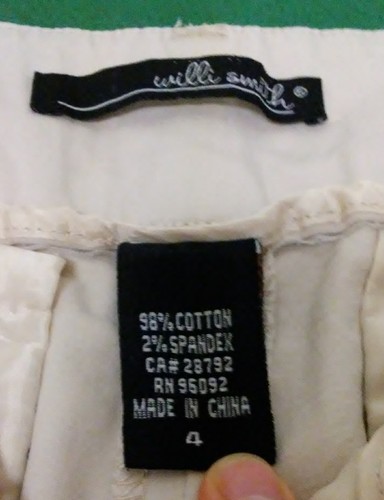 willi smith®
98% COTTON
2% SPANDEX
CA# 28792
RN 96092
MADE IN CHINA
4